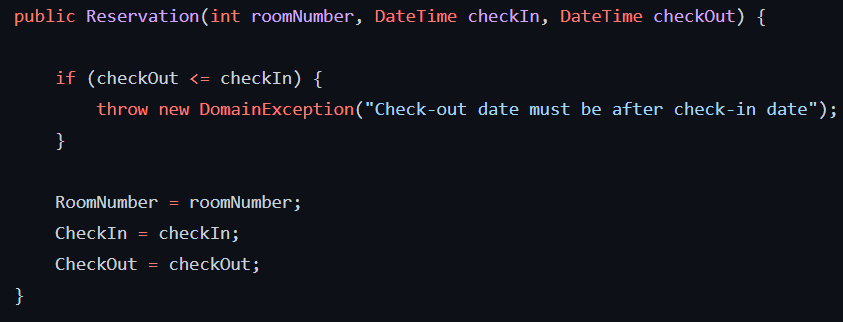 public Reservation(int roomNumber, DateTime checkIn, DateTime checkOut) {
if (checkOut <= checkIn) {
throw new DomainException("Check-out date must be after check-in date");
}
RoomNumber = roomNumber;
CheckIn = checkIn;
CheckOut = checkOut;
}